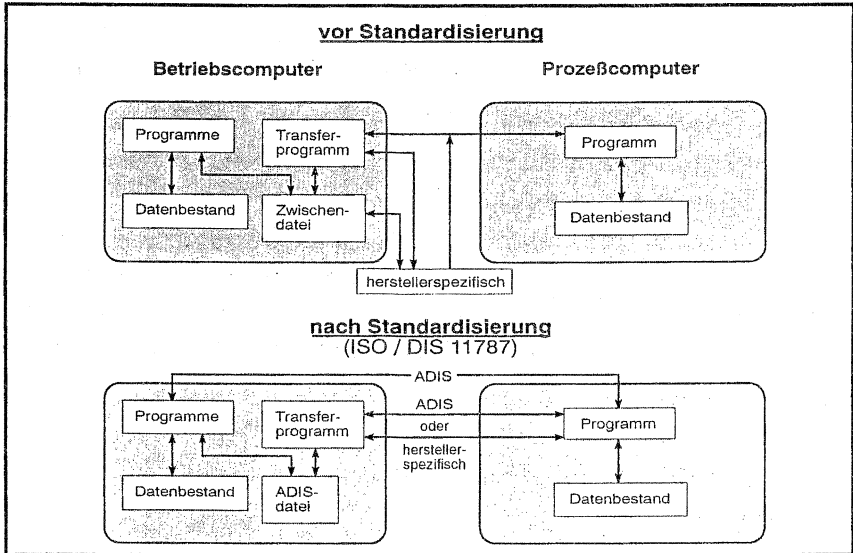 vor Standardisierung
Betriebscomputer
Prozeßcomputer
Programme
Transfer-
programm
Programm
Datenbestand
Zwischen-
datei
Datenbestand
herstellerspezifisch
nach Standardisierung
(ISO / DIS 11787)
ADIS
Programme
Transfer-
programm
ADIS
oder
hersteller-
spezifisch
Programm
Datenbestand
ADIS-
datei
Datenbestand